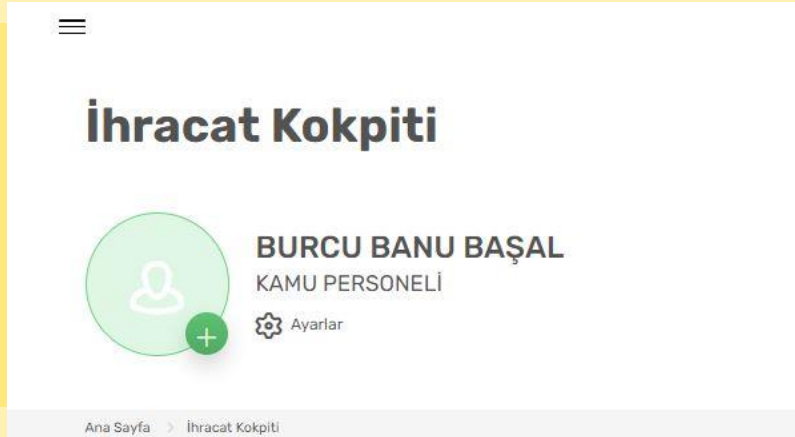 İhracat Kokpiti
BURCU BANU BAŞAL
KAMU PERSONELİ
Ayarlar
Ana Sayfa > İhracat Kokpiti